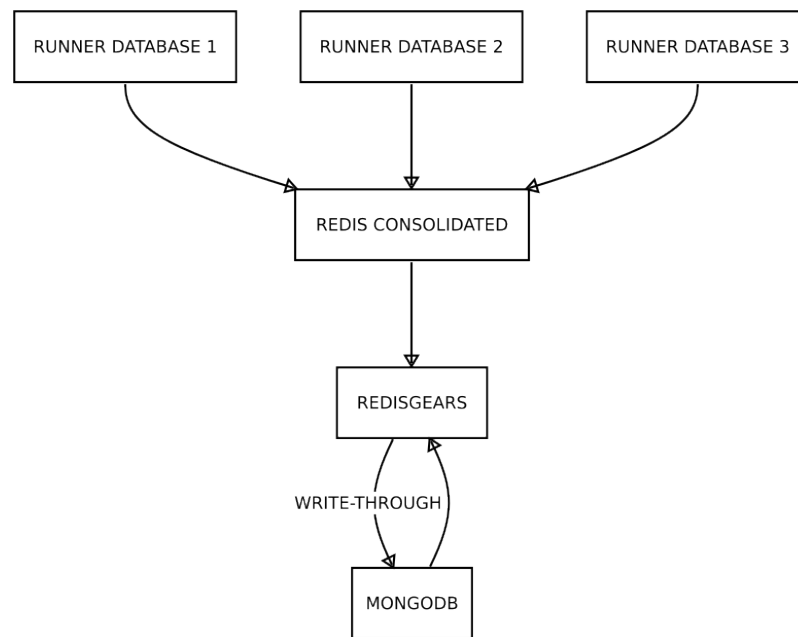 RUNNER DATABASE 1
RUNNER DATABASE 2
RUNNER DATABASE 3
REDIS CONSOLIDATED
REDISGEARS
WRITE-THROUGH
MONGODB